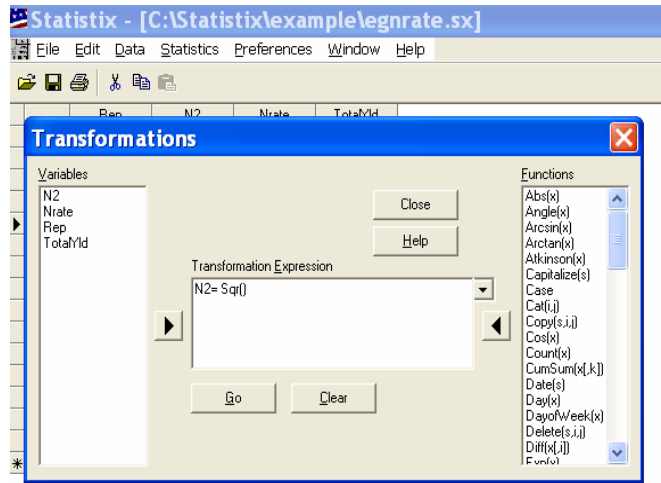 Statistix - [C:\Statistix\example\egnrate.sx]
File Edit Data Statistics Preferences Window Help
Rep N2 Nrate TotalYld
Transformations
Variables
N2
Nrate
Rep
TotalYld
Close
Help
Transformation Expression
N2= Sqr()
Go Clear
Functions
Abs(x)
Angle(x)
Arcsin(x)
Arctan(x)
Atkinson(x)
Capitalize(s)
Case
Cat(i,j)
Copy(s,i,j)
Cos(x)
Count(x)
CumSum(x[,k])
Date(s)
Day(x)
DayofWeek(x)
Delete(s,i,j)
Diff(x[,i])
Exp(x)